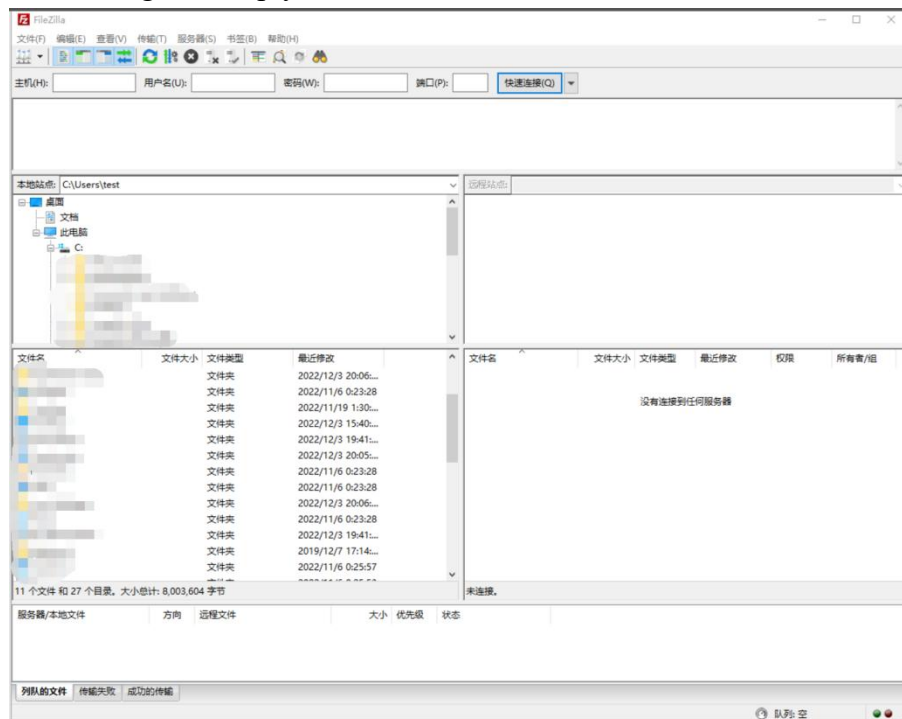 FileZilla
文件(F) 编辑(E) 查看(V) 传输(T) 服务器(S) 书签(B) 帮助(H)
主机(H): 用户名(U): 密码(W): 端口(P): 快速连接(Q)
本地站点: C:\Users\test 远程站点:
桌面
文档
此电脑
C:
文件名 文件大小 文件类型 最近修改 文件名 文件大小 文件类型 最近修改 权限 所有者/组
文件夹 2022/12/3 20:06:...
文件夹 2022/11/6 0:23:28
文件夹 2022/11/19 1:30:...
没有连接到任何服务器
文件夹 2022/12/3 15:40:...
文件夹 2022/12/3 19:41:...
文件夹 2022/12/3 20:05:...
文件夹 2022/11/6 0:23:28
文件夹 2022/11/6 0:23:28
文件夹 2022/12/3 20:06:...
文件夹 2022/11/6 0:23:28
文件夹 2022/12/3 19:41:...
文件夹 2019/12/7 17:14:...
文件夹 2022/11/6 0:25:57
11 个文件 和 27 个目录。大小总计: 8,003,604 字节 未连接。
服务器/本地文件 方向 远程文件 大小 优先级 状态
列队的文件 传输失败 成功的传输
队列: 空